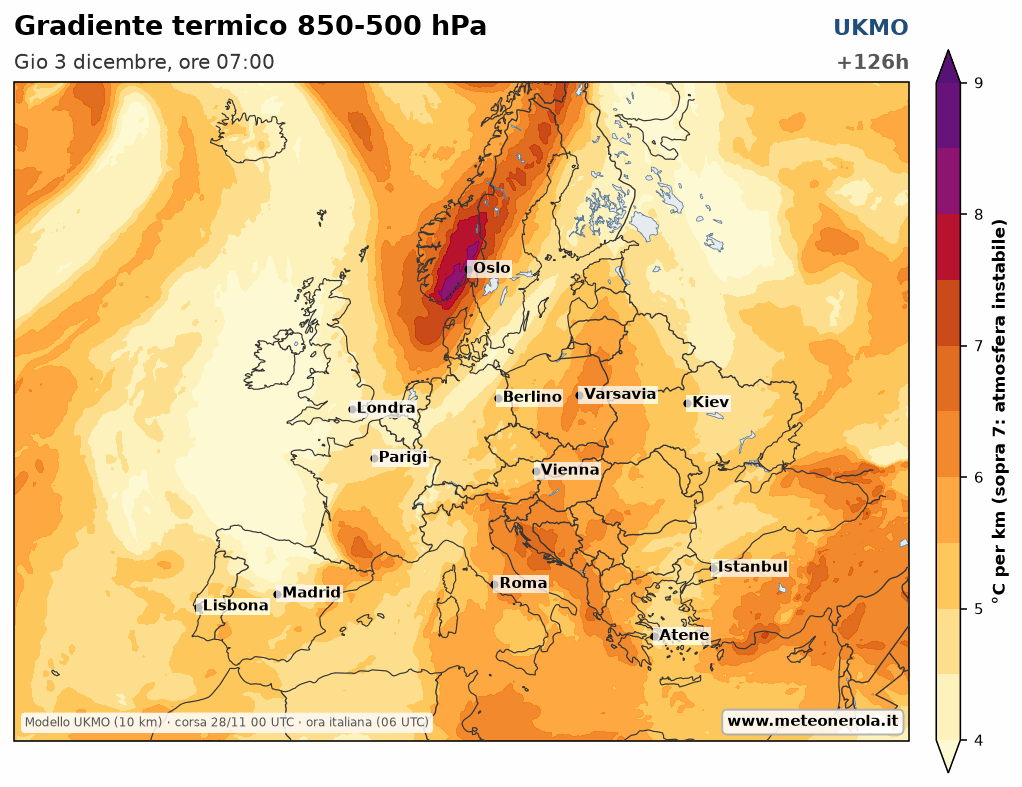 Gradiente termico 850-500 hPa
UKMO
Gio 3 dicembre, ore 07:00
+126h
Oslo
Londra
Berlino
Varsavia
Kiev
Parigi
Vienna
Istanbul
Roma
Madrid
Lisbona
Atene
Modello UKMO (10 km) · corsa 28/11 00 UTC · ora italiana (06 UTC)
www.meteonerola.it
9
8
7
6
5
4
°C per km (sopra 7: atmosfera instabile)